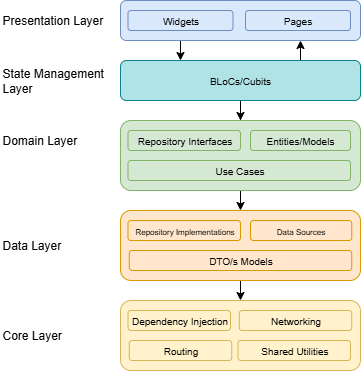 Presentation Layer
Widgets
Pages
State Management
Layer
BLoCs/Cubits
Domain Layer
Repository Interfaces
Entities/Models
Use Cases
Data Layer
Repository Implementations
Data Sources
DTO/s Models
Core Layer
Dependency Injection
Networking
Routing
Shared Utilities